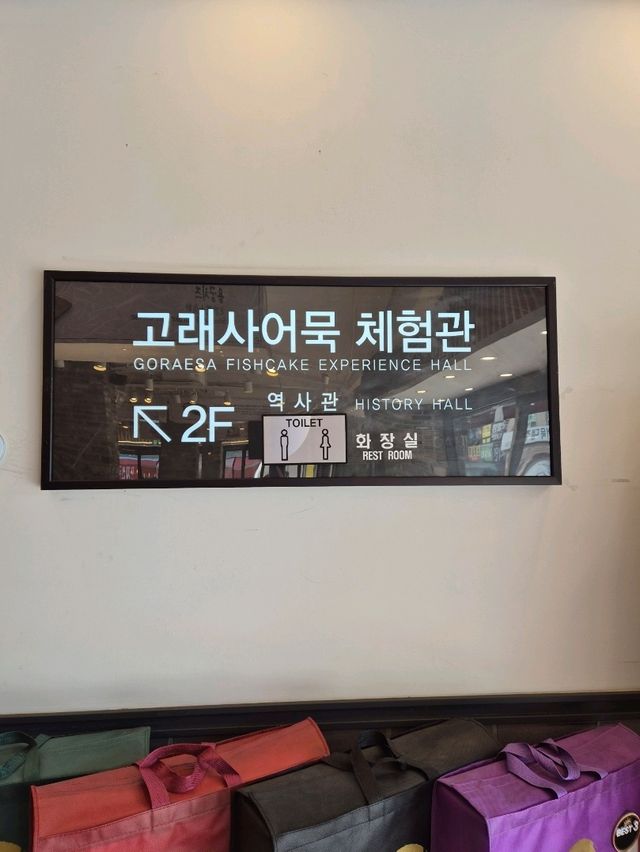 고래사어묵 체험관
GORAESA FISHCAKE EXPERIENCE HALL
2F
역사관 HISTORY HALL
TOILET
화장실
REST ROOM
BEST